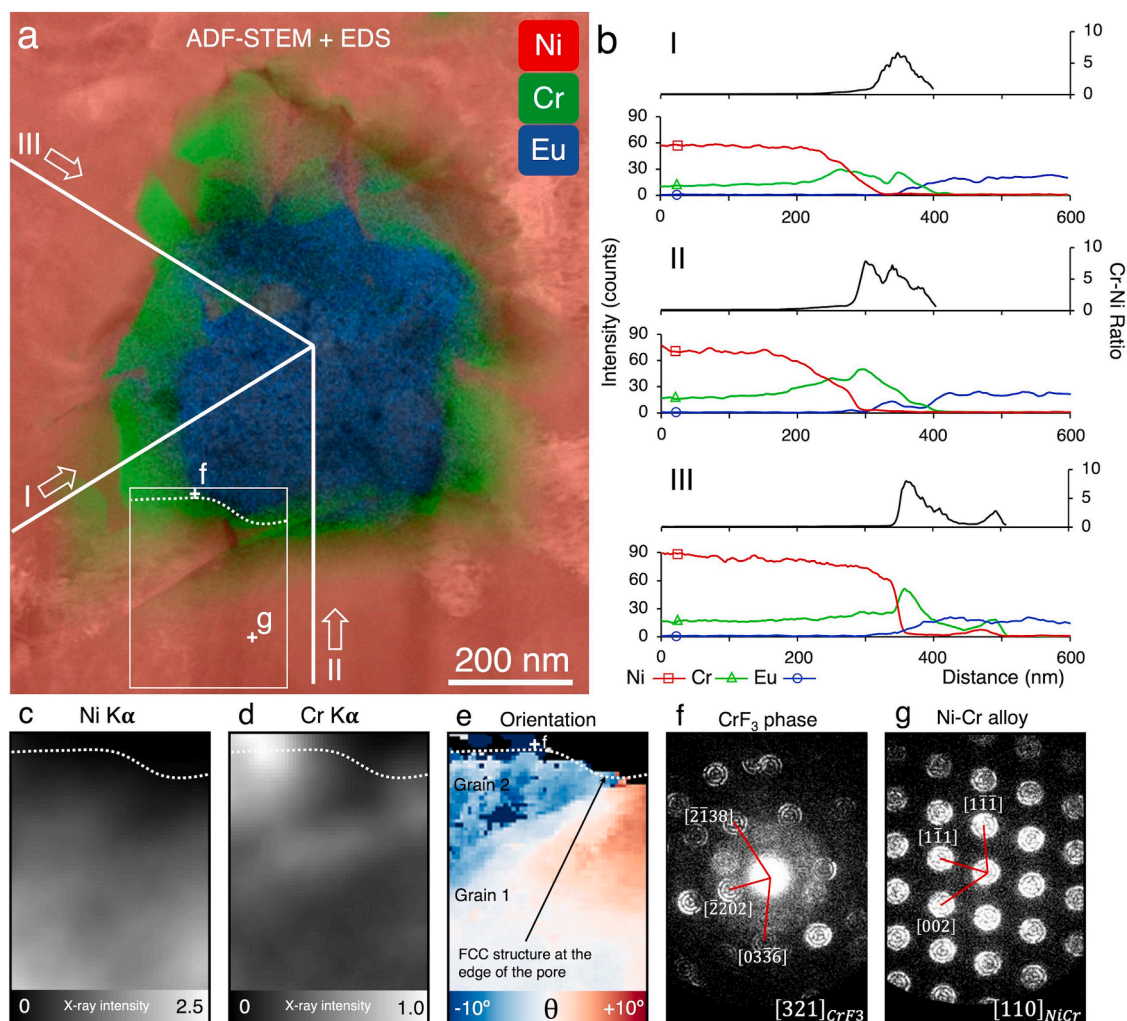 a
ADF-STEM + EDS
Ni
Cr
Eu
III
I
II
f
g
200 nm
b
I
10
5
0
90
60
30
0
0
200
400
600
II
10
5
0
90
60
30
0
0
200
400
600
III
10
5
0
90
60
30
0
0
200
400
600
Intensity (counts)
Cr-Ni Ratio
Ni Cr Eu Distance (nm)
c Ni Kα
0 X-ray intensity 2.5
d Cr Kα
0 X-ray intensity 1.0
e Orientation
f
Grain 2
Grain 1
FCC structure at the
edge of the pore
-10º θ +10º
f CrF₃ phase
[2̅1̅38]
[2̅202]
[033̅6̅]
[321]CrF3
g Ni-Cr alloy
[11̅1̅]
[11̅1]
[002]
[110]NiCr